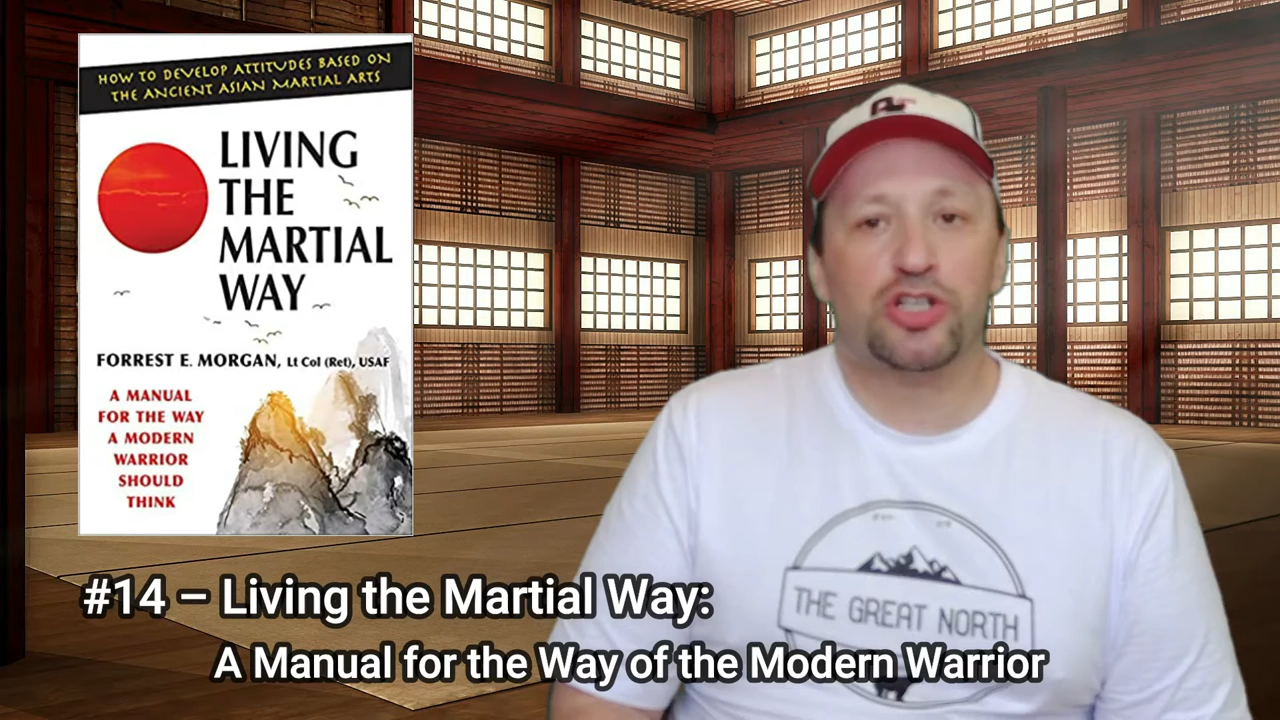 HOW TO DEVELOP ATTITUDES BASED ON
THE ANCIENT ASIAN MARTIAL ARTS
LIVING
THE
MARTIAL
WAY
FORREST E. MORGAN, Lt Col (Ret), USAF
A MANUAL
FOR THE WAY
A MODERN
WARRIOR
SHOULD
THINK
THE GREAT NORTH
#14 – Living the Martial Way:
A Manual for the Way of the Modern Warrior